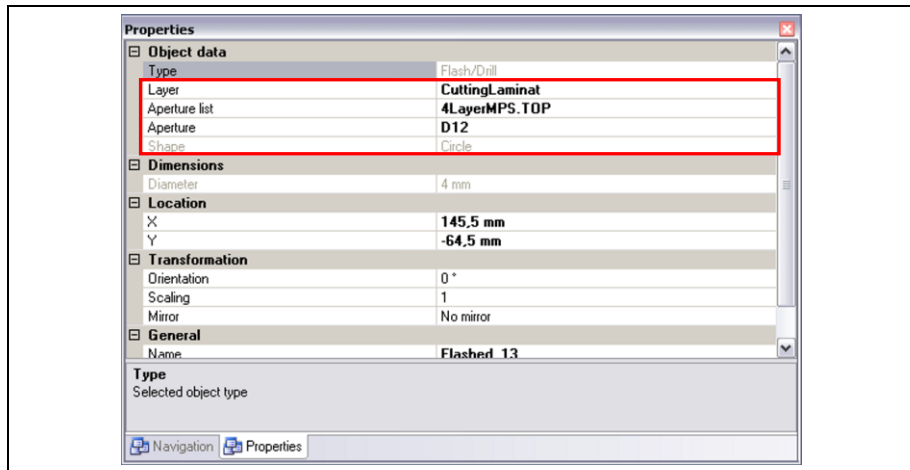 Properties
Object data
Type Flash/Drill
Layer CuttingLaminat
Aperture list 4LayerMPS.TOP
Aperture D12
Shape Circle
Dimensions
Diameter 4 mm
Location
X 145,5 mm
Y -64,5 mm
Transformation
Orientation 0 °
Scaling 1
Mirror No mirror
General
Name Flashed_13
Type
Selected object type
Navigation Properties